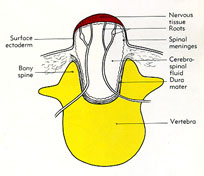 Nervous
tissue
Roots
Spinal
meninges
Cerebro-
spinal
fluid
Dura
mater
Vertebra
Surface
ectoderm
Bony
spine